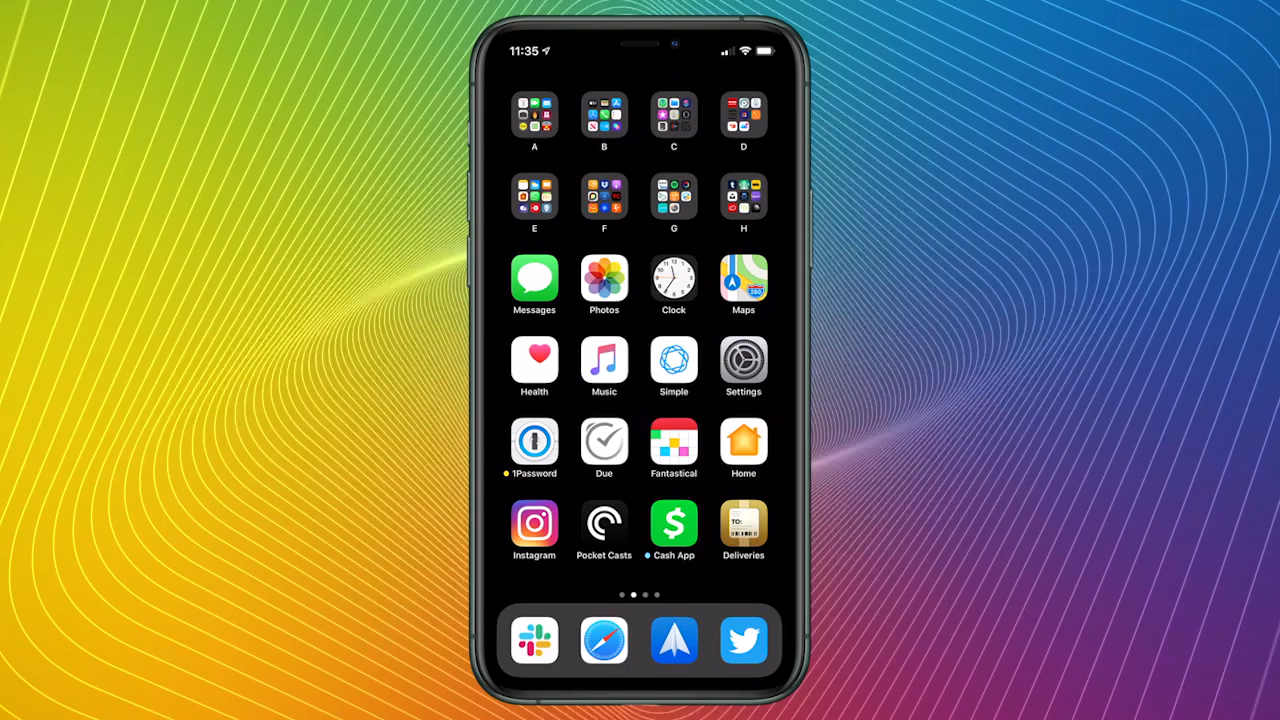 11:35
A B C D
E F G H
Messages Photos Clock Maps
Health Music Simple Settings
1Password Due Fantastical Home
TO:
Instagram Pocket Casts Cash App Deliveries